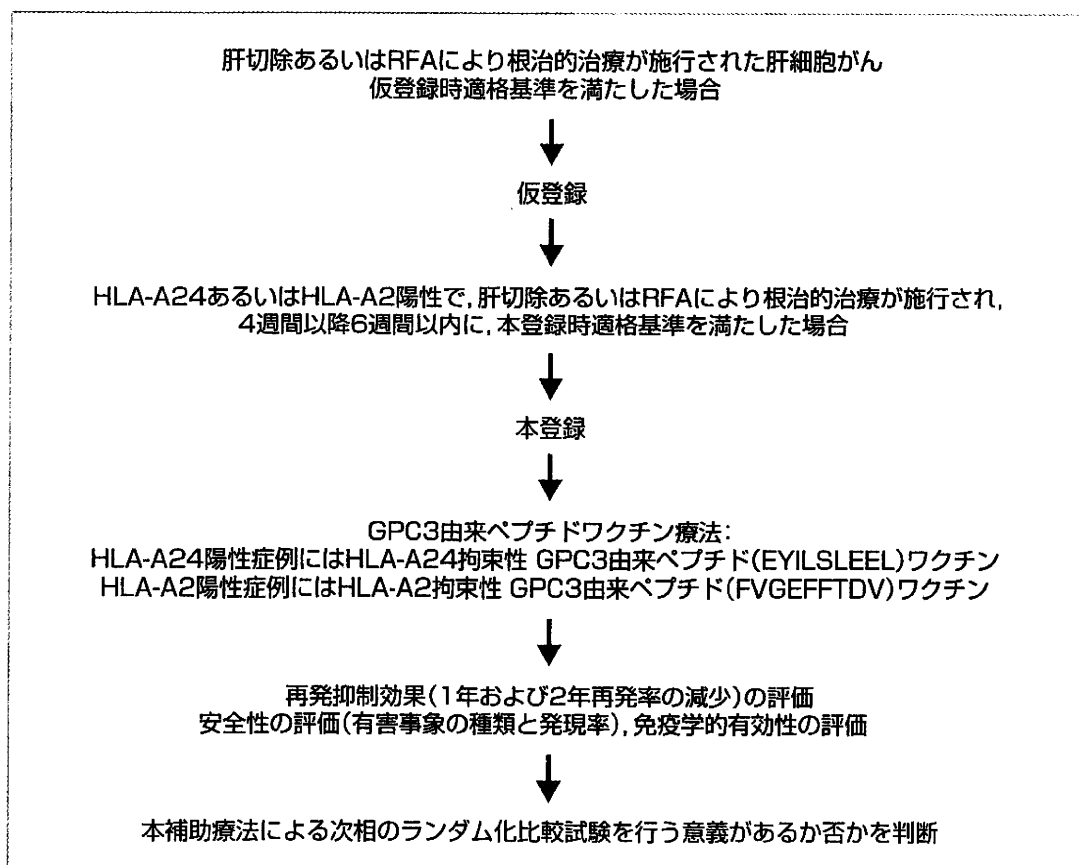 肝切除あるいはRFAにより根治的治療が施行された肝細胞がん
仮登録時適格基準を満たした場合
仮登録
HLA-A24あるいはHLA-A2陽性で,肝切除あるいはRFAにより根治的治療が施行され,
4週間以降6週間以内に,本登録時適格基準を満たした場合
本登録
GPC3由来ペプチドワクチン療法:
HLA-A24陽性症例にはHLA-A24拘束性 GPC3由来ペプチド(EYILSLEEL)ワクチン
HLA-A2陽性症例にはHLA-A2拘束性 GPC3由来ペプチド(FVGEFFTDV)ワクチン
再発抑制効果(1年および2年再発率の減少)の評価
安全性の評価(有害事象の種類と発現率),免疫学的有効性の評価
本補助療法による次相のランダム化比較試験を行う意義があるか否かを判断